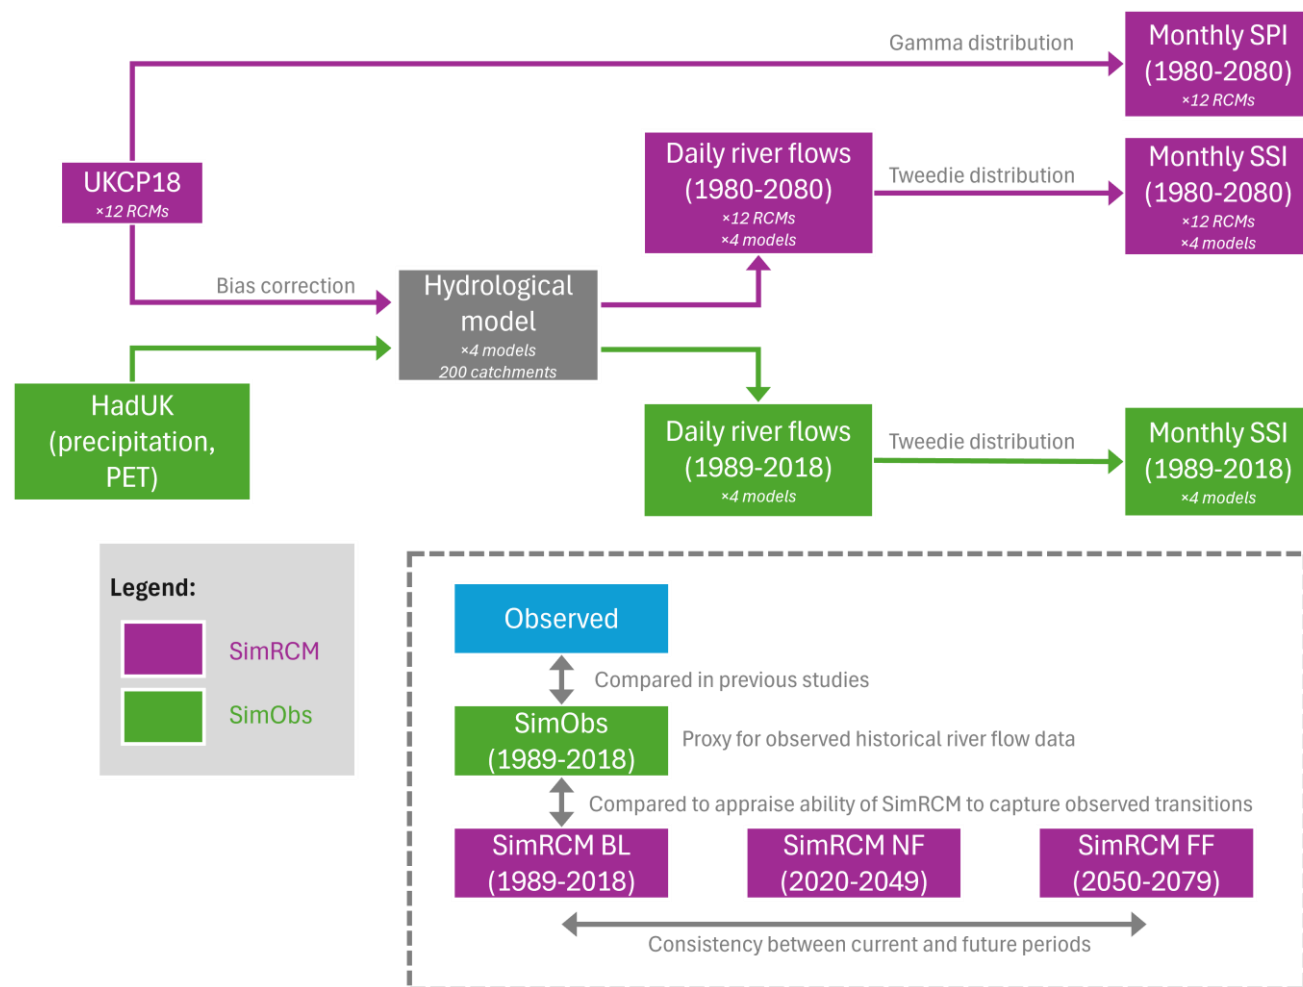 Gamma distribution
Monthly SPI
(1980-2080)
×12 RCMs
UKCP18
×12 RCMs
Daily river flows
(1980-2080)
×12 RCMs
×4 models
Tweedie distribution
Monthly SSI
(1980-2080)
×12 RCMs
×4 models
Bias correction
Hydrological
model
×4 models
200 catchments
HadUK
(precipitation,
PET)
Daily river flows
(1989-2018)
×4 models
Tweedie distribution
Monthly SSI
(1989-2018)
×4 models
Legend:
SimRCM
SimObs
Observed
Compared in previous studies
SimObs
(1989-2018)
Proxy for observed historical river flow data
Compared to appraise ability of SimRCM to capture observed transitions
SimRCM BL
(1989-2018)
SimRCM NF
(2020-2049)
SimRCM FF
(2050-2079)
Consistency between current and future periods